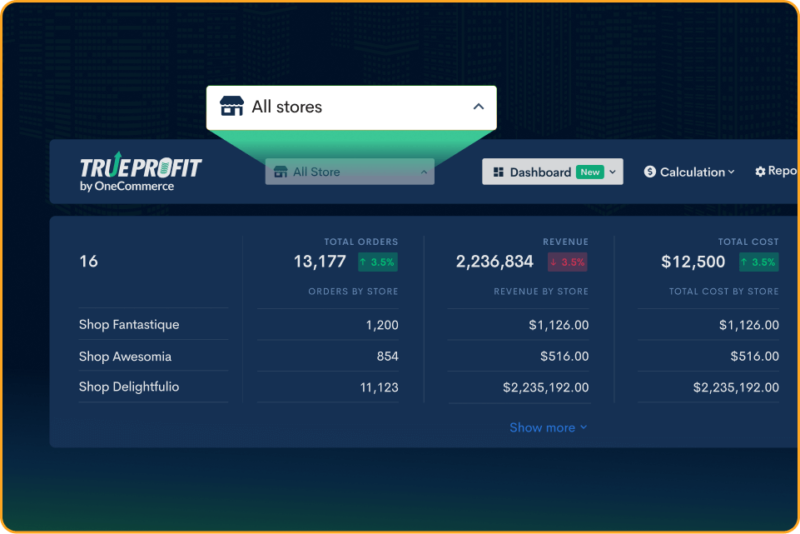 All stores
TRUEPROFIT
by OneCommerce
All Store
Dashboard New
Calculation
Repo
16
TOTAL ORDERS
13,177 ↑ 3.5%
ORDERS BY STORE
REVENUE
2,236,834 ↓ 3.5%
REVENUE BY STORE
TOTAL COST
$12,500 ↑ 3.5%
TOTAL COST BY STORE
Shop Fantastique 1,200 $1,126.00 $1,126.00
Shop Awesomia 854 $516.00 $516.00
Shop Delightfulio 11,123 $2,235,192.00 $2,235,192.00
Show more